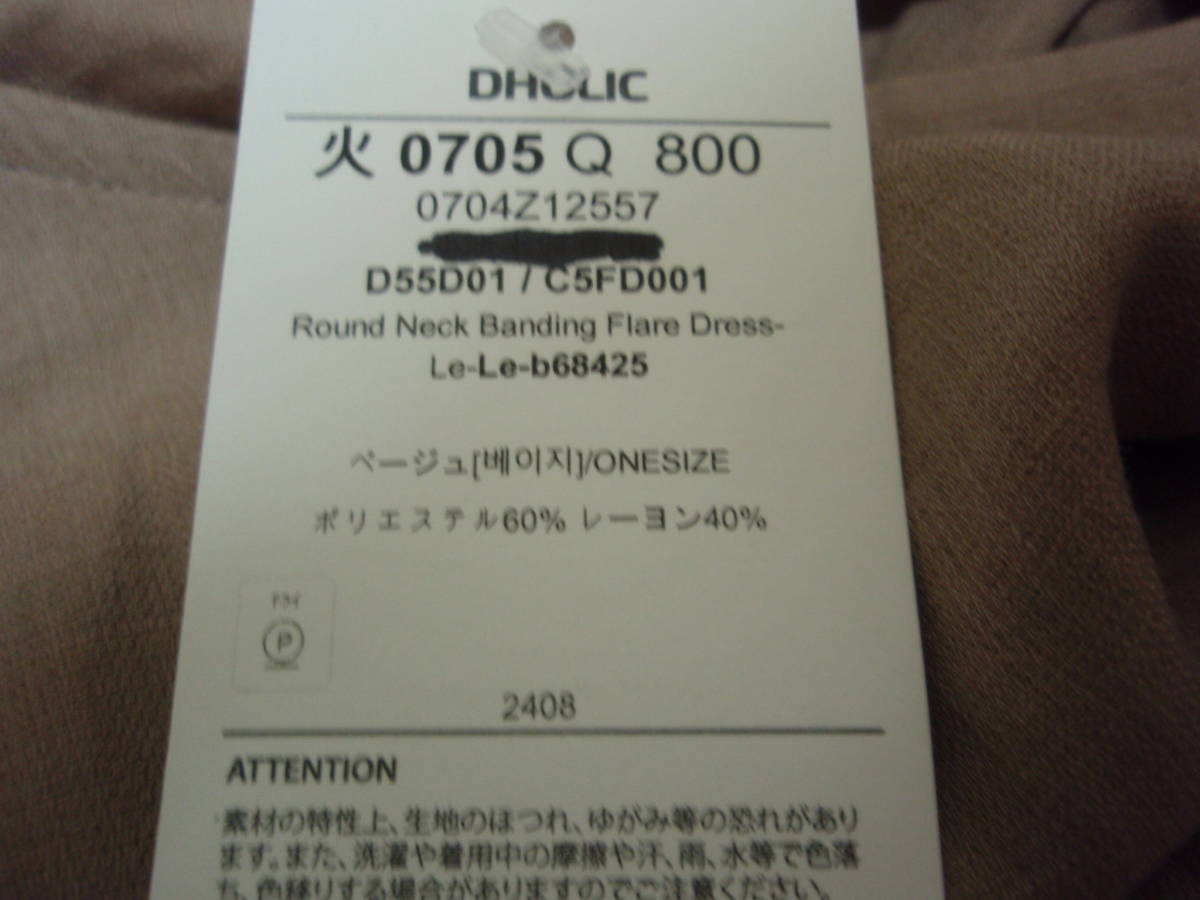 DHOLIC
火 0705 Q 800
0704Z12557
D55D01 / C5FD001
Round Neck Banding Flare Dress-
Le-Le-b68425
ベージュ[베이지]/ONESIZE
ポリエステル60% レーヨン40%
ドライ
P
2408
ATTENTION
素材の特性上、生地のほつれ、ゆがみ等の恐れがあり
ます。また、洗濯や着用中の摩擦や汗、雨、水等で色落
ち、色移りする場合がありますのでご注意ください。